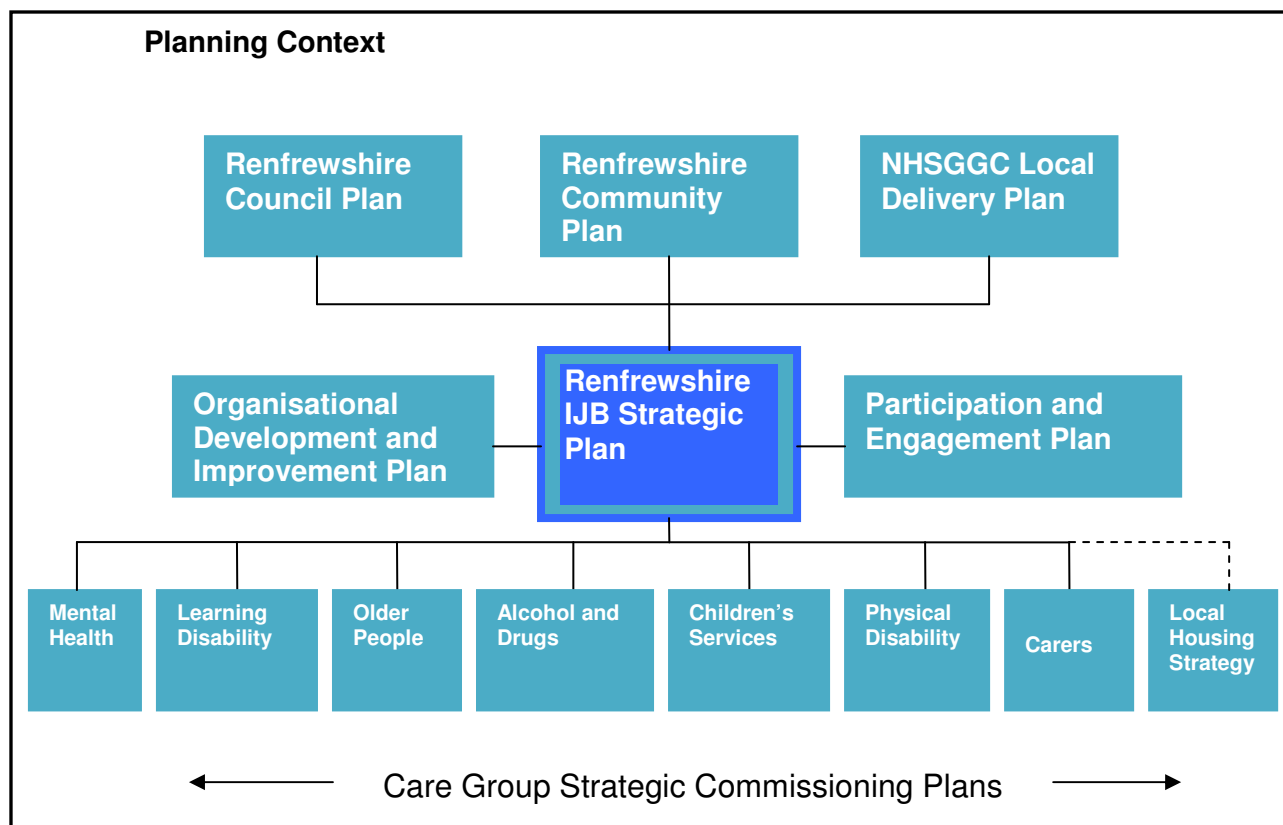 Planning Context
Renfrewshire
Council Plan
Renfrewshire
Community
Plan
NHSGGC Local
Delivery Plan
Organisational
Development and
Improvement Plan
Renfrewshire
IJB Strategic
Plan
Participation and
Engagement Plan
Mental
Health
Learning
Disability
Older
People
Alcohol and
Drugs
Children’s
Services
Physical
Disability
Carers
Local
Housing
Strategy
Care Group Strategic Commissioning Plans